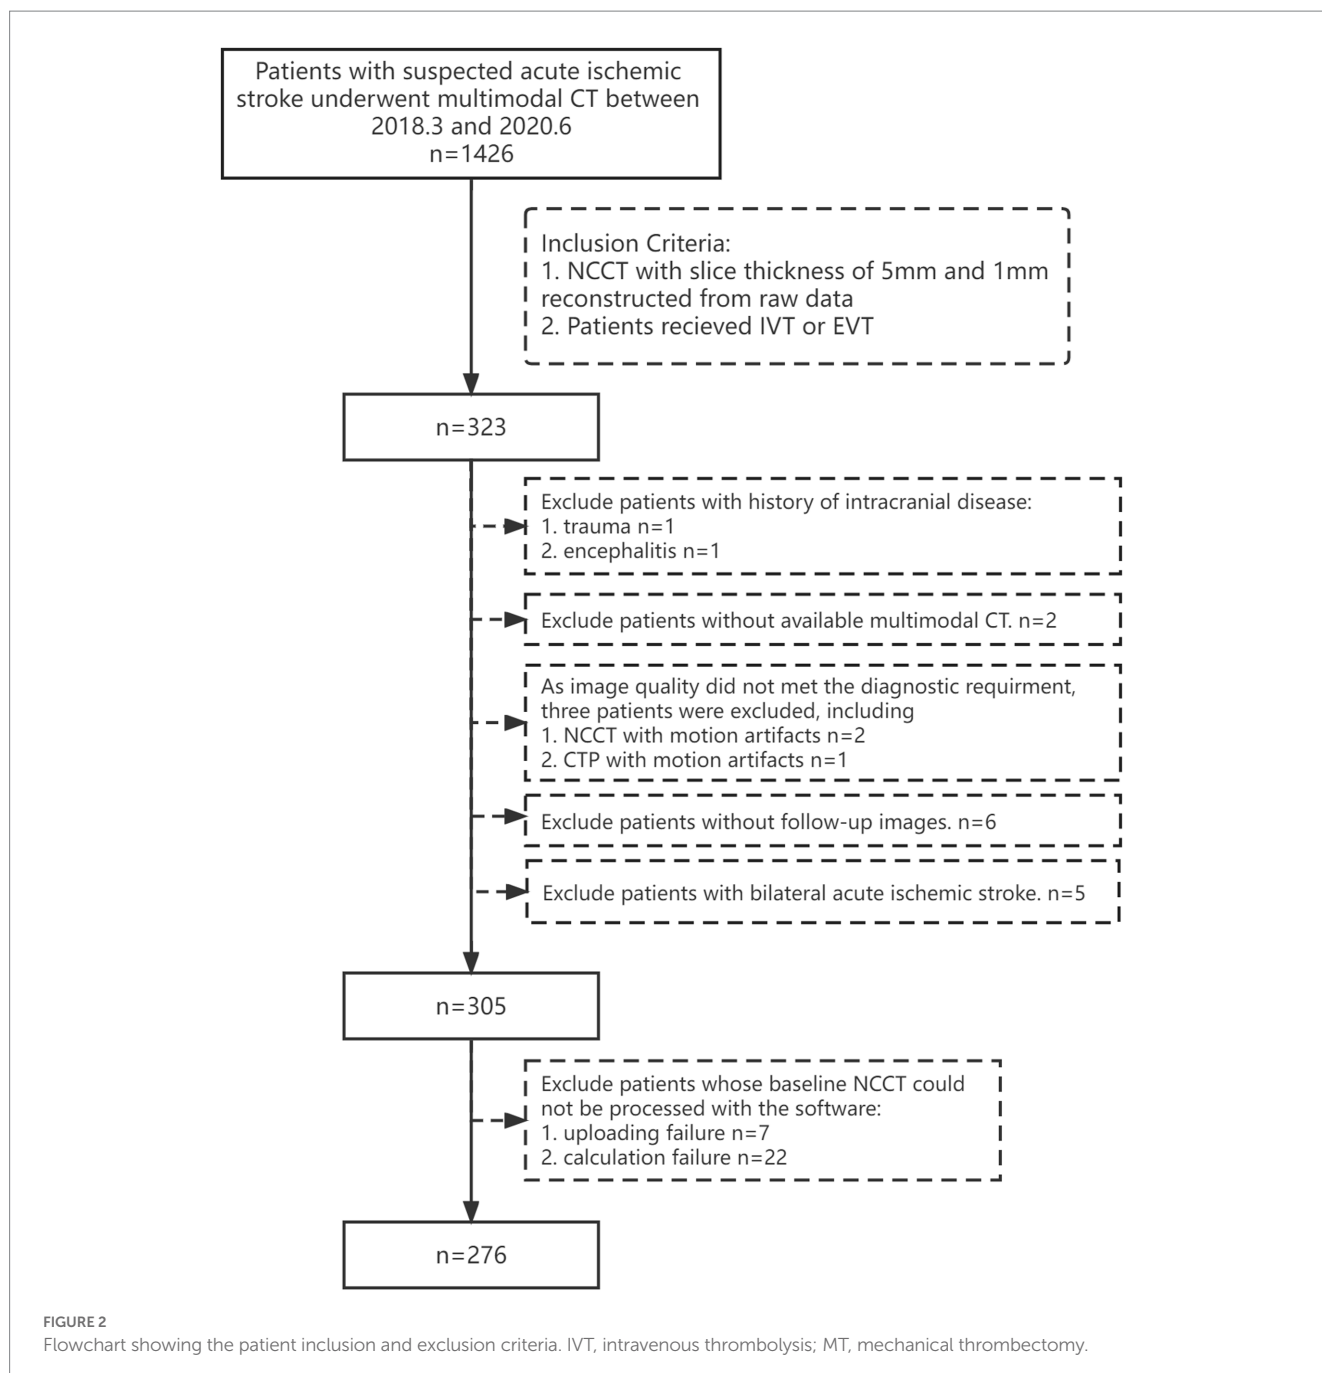 Patients with suspected acute ischemic
stroke underwent multimodal CT between
2018.3 and 2020.6
n=1426
Inclusion Criteria:
1. NCCT with slice thickness of 5mm and 1mm
reconstructed from raw data
2. Patients recieved IVT or EVT
n=323
Exclude patients with history of intracranial disease:
1. trauma n=1
2. encephalitis n=1
Exclude patients without available multimodal CT. n=2
As image quality did not met the diagnostic requirment,
three patients were excluded, including
1. NCCT with motion artifacts n=2
2. CTP with motion artifacts n=1
Exclude patients without follow-up images. n=6
Exclude patients with bilateral acute ischemic stroke. n=5
n=305
Exclude patients whose baseline NCCT could
not be processed with the software:
1. uploading failure n=7
2. calculation failure n=22
n=276
FIGURE 2
Flowchart showing the patient inclusion and exclusion criteria. IVT, intravenous thrombolysis; MT, mechanical thrombectomy.